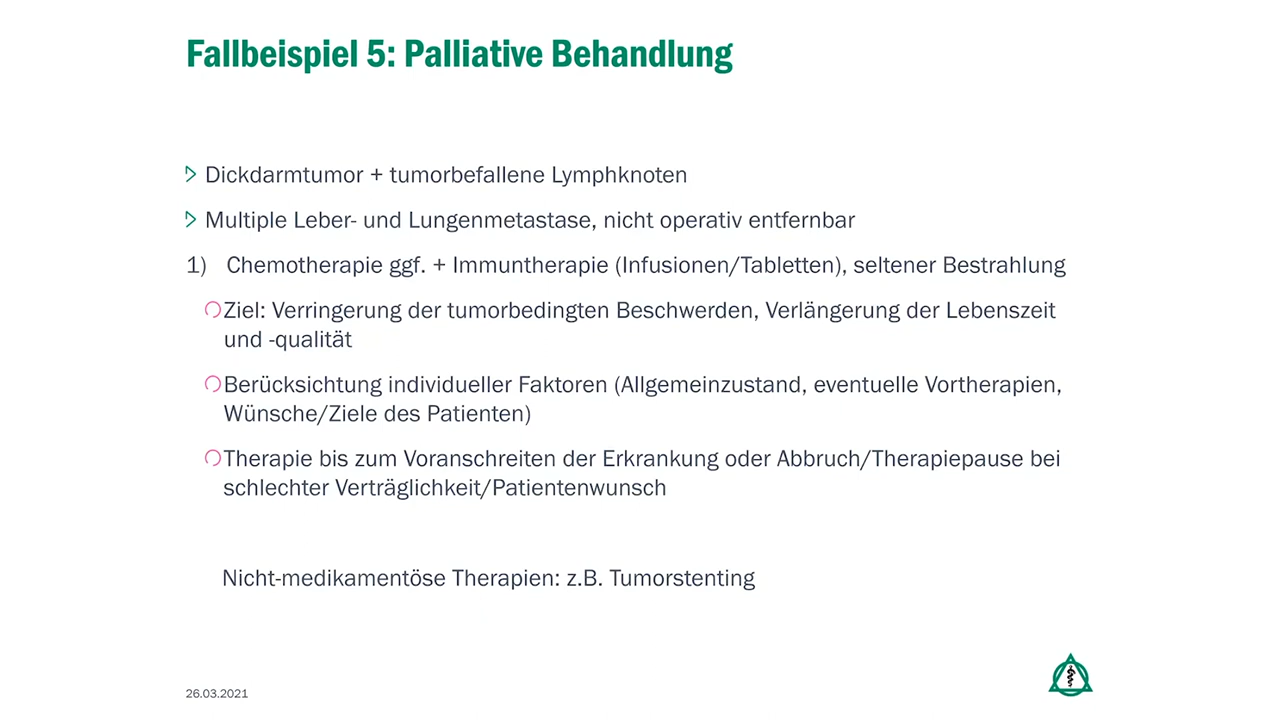 Fallbeispiel 5: Palliative Behandlung
Dickdarmtumor + tumorbefallene Lymphknoten
Multiple Leber- und Lungenmetastase, nicht operativ entfernbar
1) Chemotherapie ggf. + Immuntherapie (Infusionen/Tabletten), seltener Bestrahlung
Ziel: Verringerung der tumorbedingten Beschwerden, Verlängerung der Lebenszeit
und -qualität
Berücksichtung individueller Faktoren (Allgemeinzustand, eventuelle Vortherapien,
Wünsche/Ziele des Patienten)
Therapie bis zum Voranschreiten der Erkrankung oder Abbruch/Therapiepause bei
schlechter Verträglichkeit/Patientenwunsch
Nicht-medikamentöse Therapien: z.B. Tumorstenting
26.03.2021